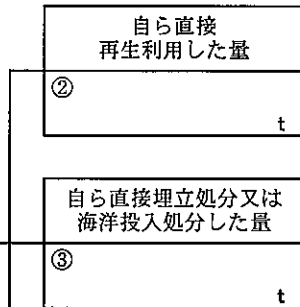 自ら直接
再生利用した量
②
t
自ら直接埋立処分又は
海洋投入処分した量
③
t